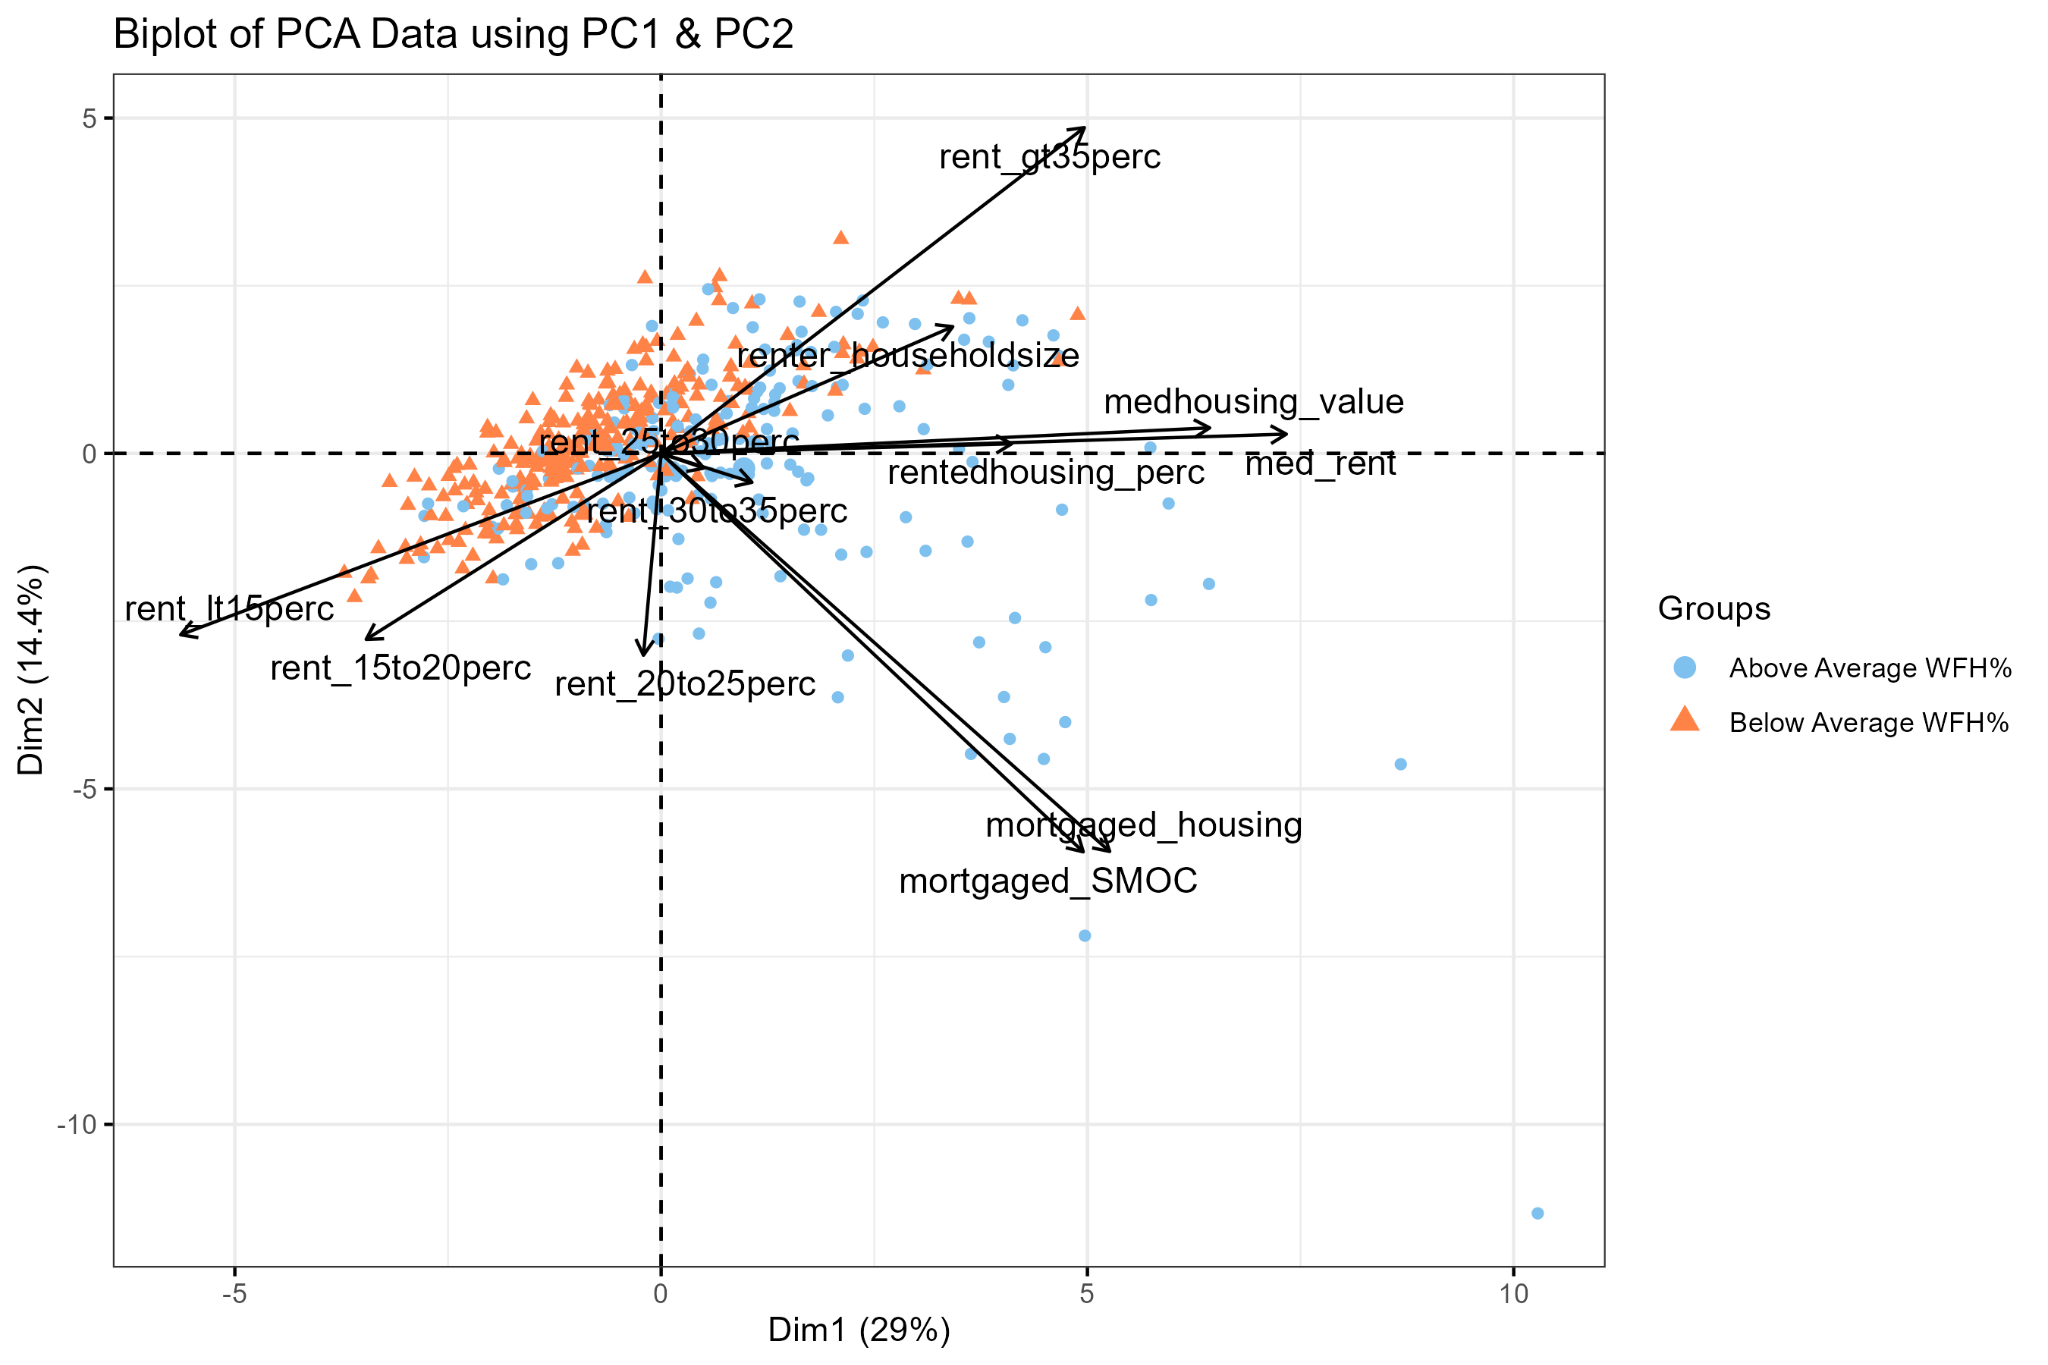 Biplot of PCA Data using PC1 & PC2
5
0
-5
-10
-5
0
5
10
Dim1 (29%)
Dim2 (14.4%)
rent_gt35perc
renter_householdsize
medhousing_value
rent_25to30perc
med_rent
rentedhousing_perc
rent_30to35perc
rent_lt15perc
rent_15to20perc
rent_20to25perc
mortgaged_housing
mortgaged_SMOC
Groups
Above Average WFH%
Below Average WFH%